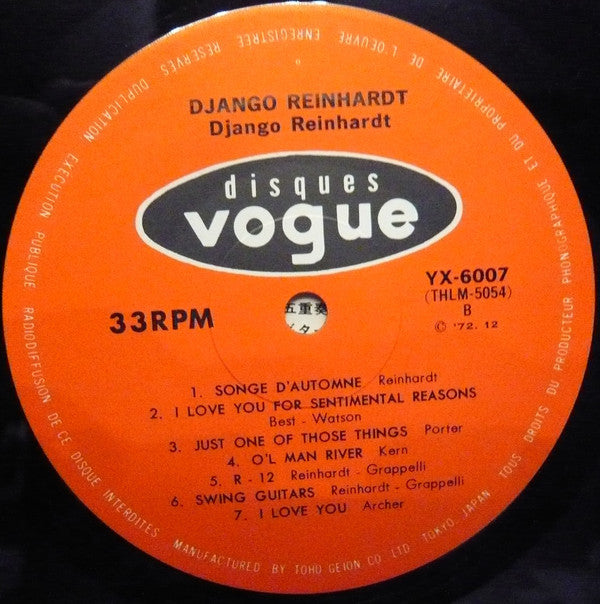 DJANGO REINHARDT
Django Reinhardt
disques
vogue
YX-6007
(THLM-5054)
B
© '72. 12
33RPM
五重奏
1. SONGE D'AUTOMNE Reinhardt
2. I LOVE YOU FOR SENTIMENTAL REASONS
Best - Watson
3. JUST ONE OF THOSE THINGS Porter
4. O'L MAN RIVER Kern
5. R - 12 Reinhardt - Grappelli
6. SWING GUITARS Reinhardt - Grappelli
7. I LOVE YOU Archer
MANUFACTURED BY TOHO GEION CO LTD TOKYO, JAPAN
TOUS DROITS DU PRODUCTEUR PHONOGRAPHIQUE ET DU PROPRIETAIRE DE L'OEUVRE ENREGISTREE RESERVES DUPLICATION EXECUTION PUBLIQUE RADIODIFFUSION DE CE DISQUE INTERDITES